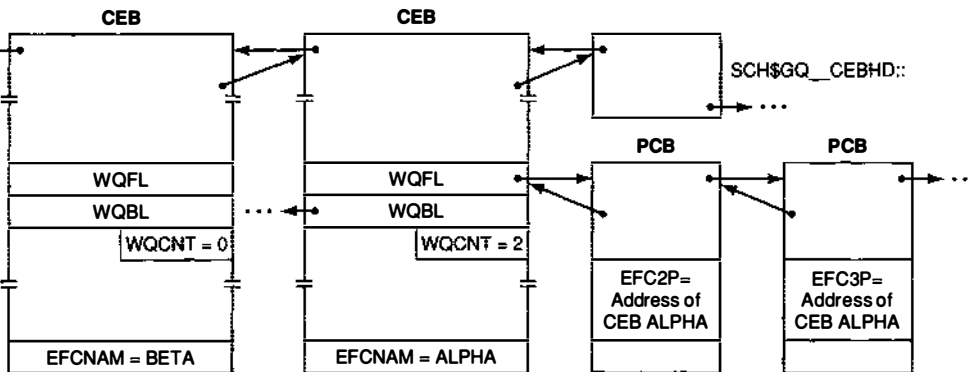 CEB
CEB
SCH$GQ__CEBHD::
PCB
PCB
WQFL
WQFL
WQBL
WQBL
WQCNT = 0
WQCNT = 2
EFC2P=
Address of
CEB ALPHA
EFC3P=
Address of
CEB ALPHA
EFCNAM = BETA
EFCNAM = ALPHA